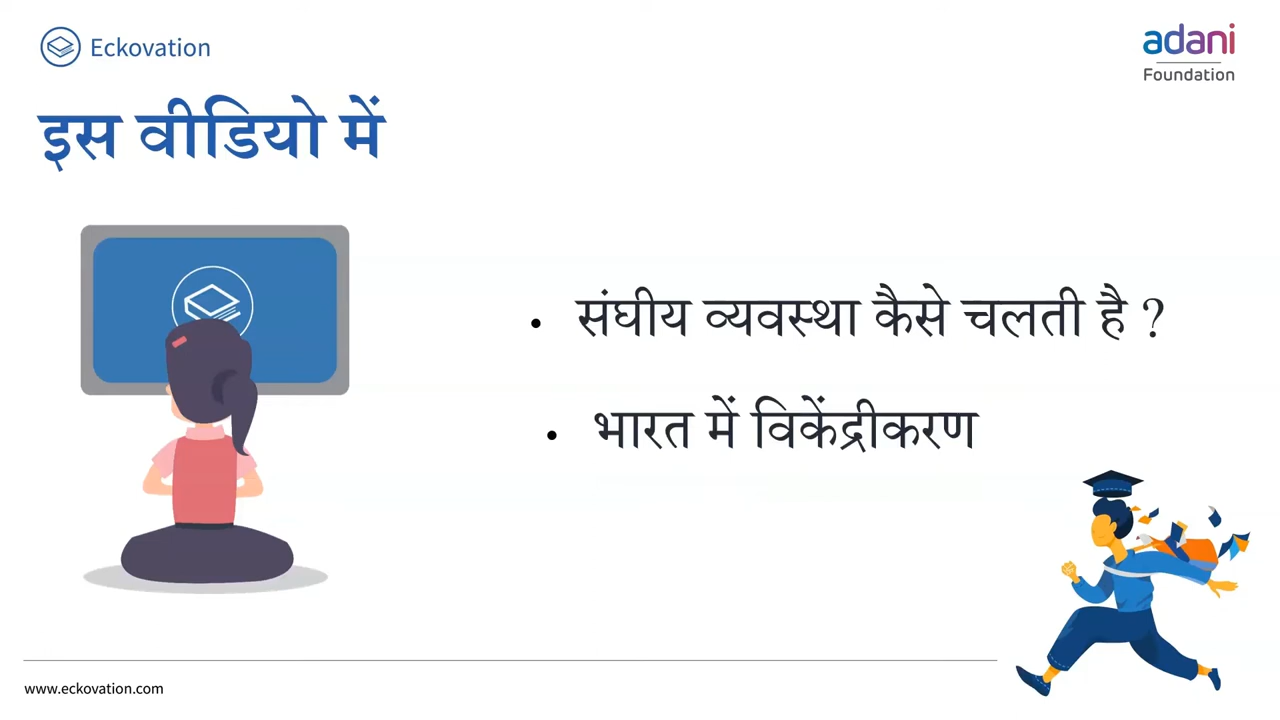 Eckovation
adani
Foundation
इस वीडियो में
• संघीय व्यवस्था कैसे चलती है ?
• भारत में विकेंद्रीकरण
www.eckovation.com